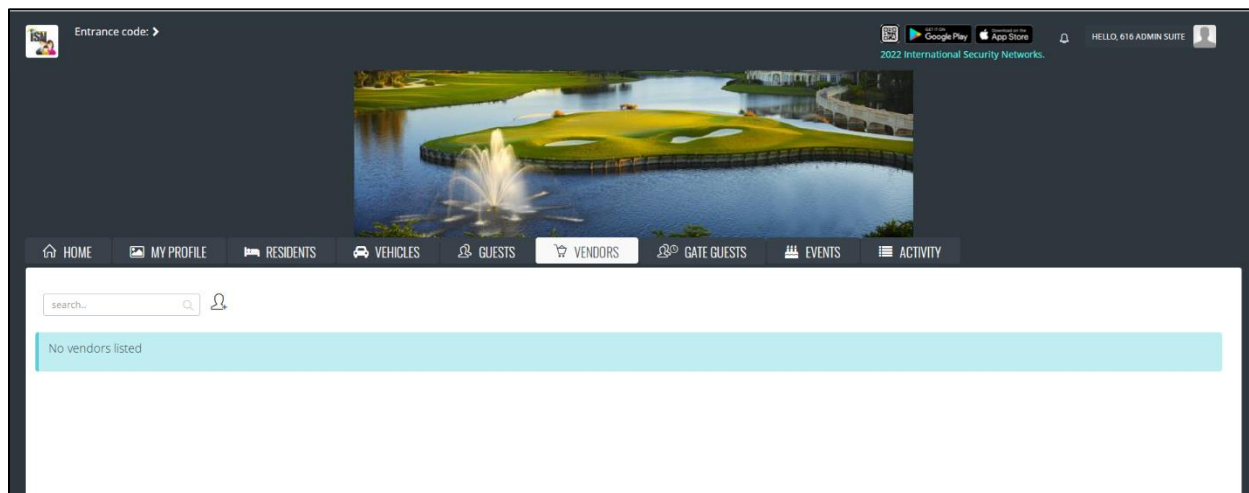 ISN
Entrance code:
GET IT ON
Google Play
Download on the
App Store
HELLO, 616 ADMIN SUITE
2022 International Security Networks.
HOME
MY PROFILE
RESIDENTS
VEHICLES
GUESTS
VENDORS
GATE GUESTS
EVENTS
ACTIVITY
search..
No vendors listed